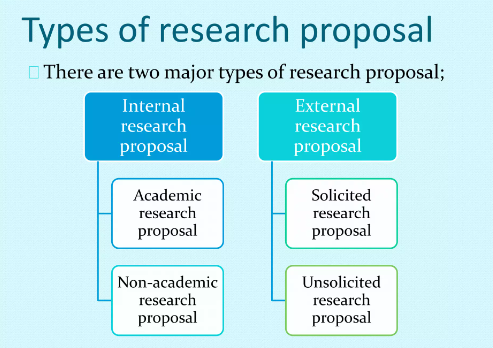 Types of research proposal
There are two major types of research proposal;
Internal
research
proposal
Academic
research
proposal
Non-academic
research
proposal
External
research
proposal
Solicited
research
proposal
Unsolicited
research
proposal